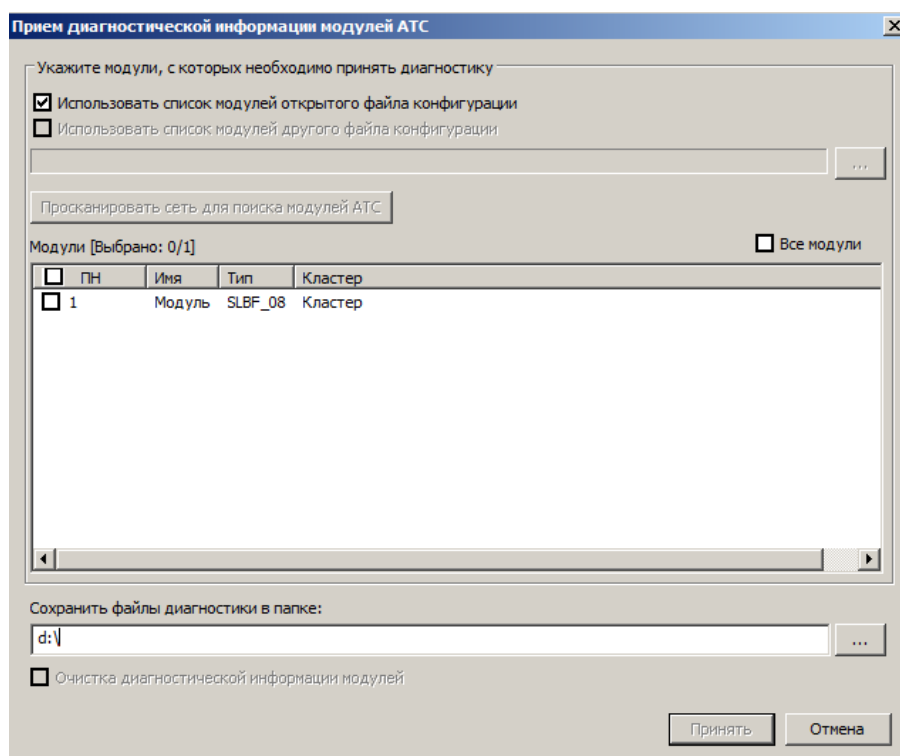 Прием диагностической информации модулей АТС
Укажите модули, с которых необходимо принять диагностику
Использовать список модулей открытого файла конфигурации
Использовать список модулей другого файла конфигурации
...
Просканировать сеть для поиска модулей АТС
Модули [Выбрано: 0/1] Все модули
ПН Имя Тип Кластер
1 Модуль SLBF_08 Кластер
Сохранить файлы диагностики в папке:
d:\ ...
Очистка диагностической информации модулей
Принять Отмена